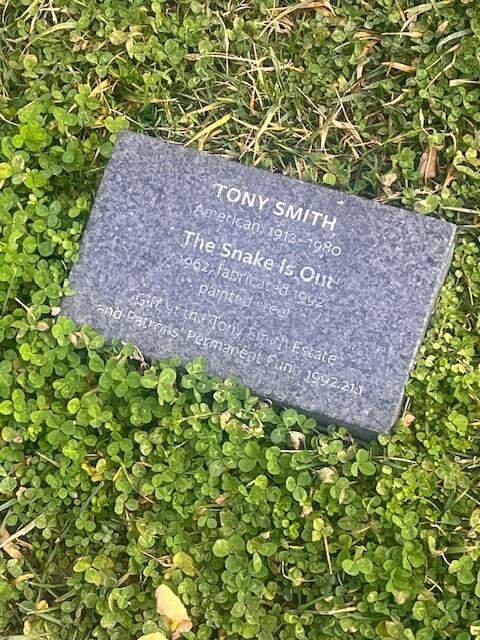 TONY SMITH
American, 1912–1980
The Snake Is Out
1962, fabricated 1992
painted steel
Gift of the Tony Smith Estate
and Patrons' Permanent Fund 1992.21.1